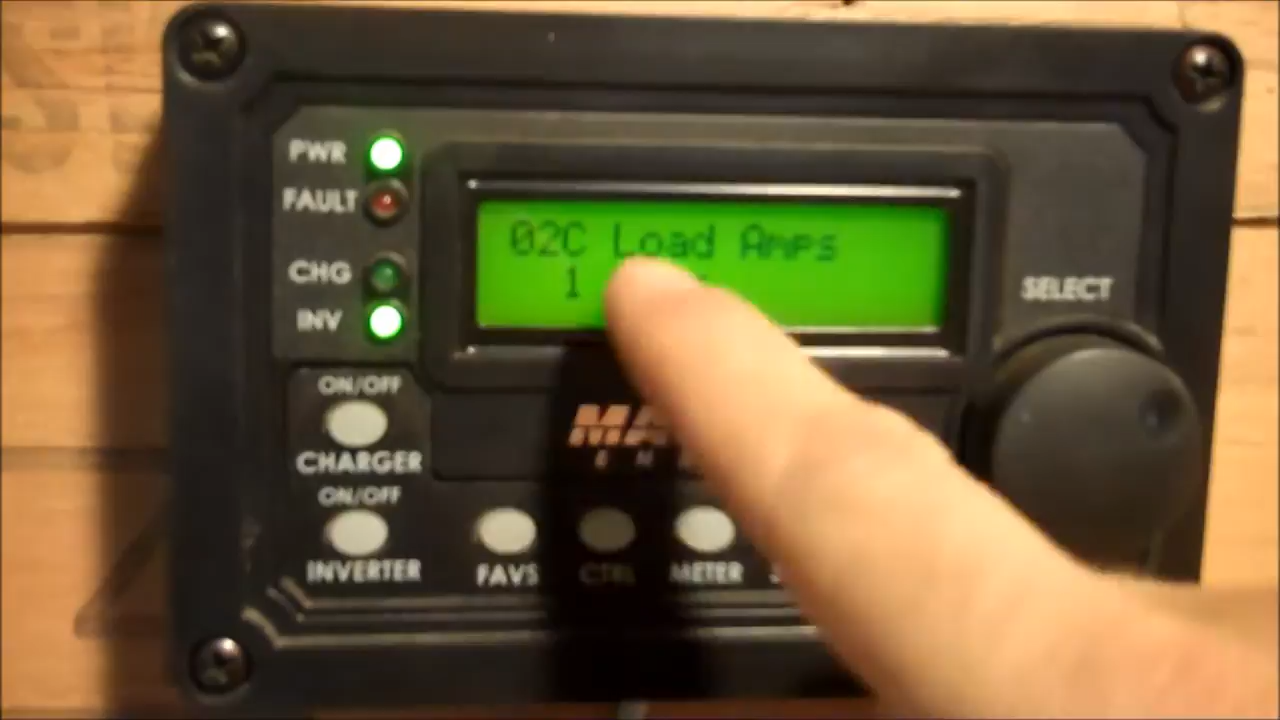 PWR
FAULT
CHG
INV
02C Load Amps
1
SELECT
ON/OFF
CHARGER
ON/OFF
INVERTER
FAVS
CTRL
METER